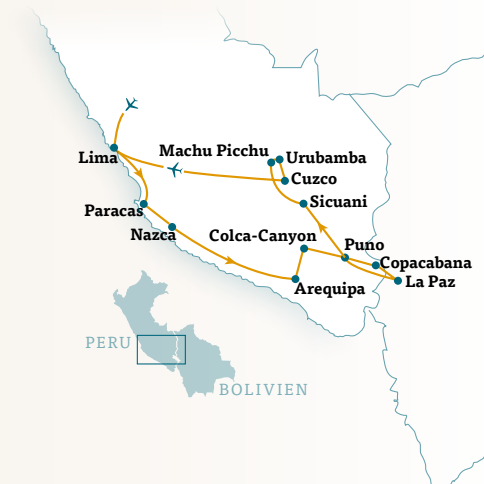 Machu Picchu
Urubamba
Lima
Cuzco
Sicuani
Paracas
Nazca
Colca-Canyon
Puno
Copacabana
La Paz
Arequipa
PERU
BOLIVIEN